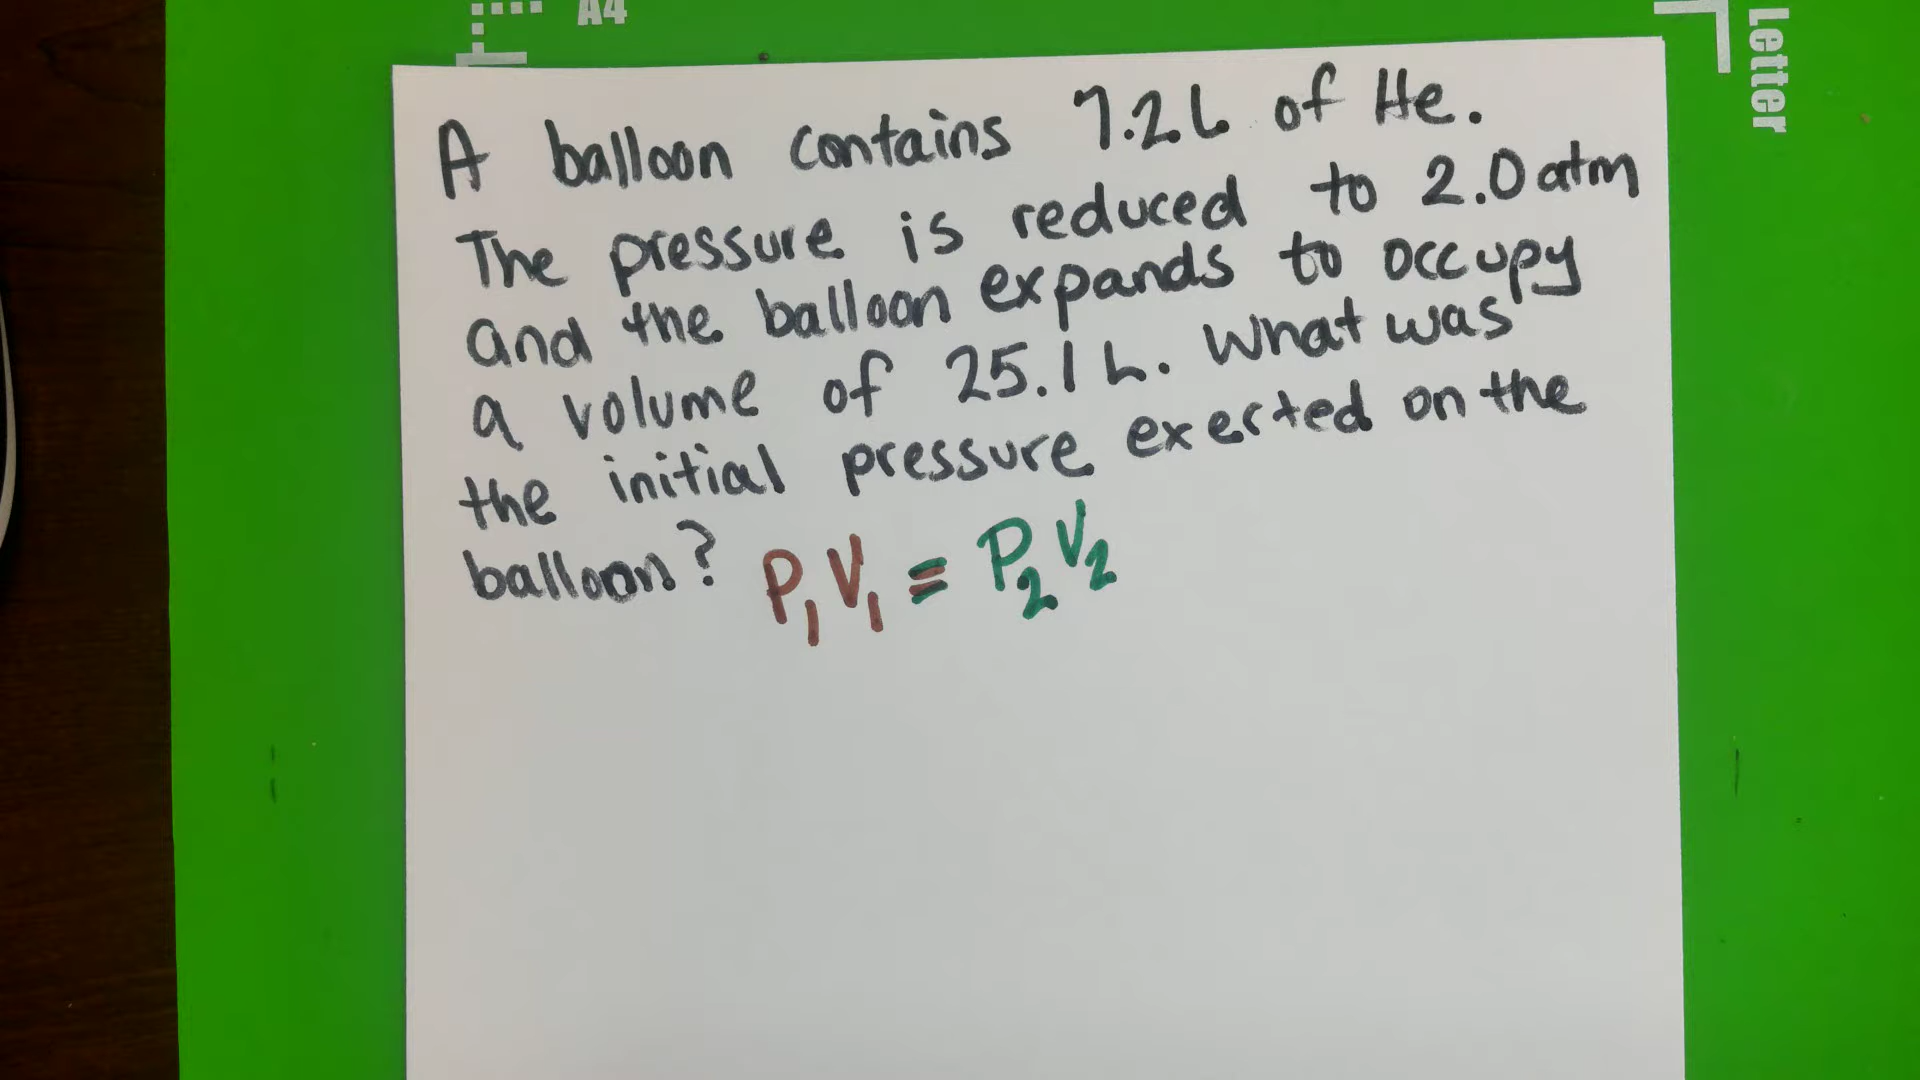 A4
Letter
A balloon contains 7.2L of He.
The pressure is reduced to 2.0 atm
and the balloon expands to occupy
a volume of 25.1 L. What was
the initial pressure exerted on the
balloon? P₁V₁ = P₂V₂